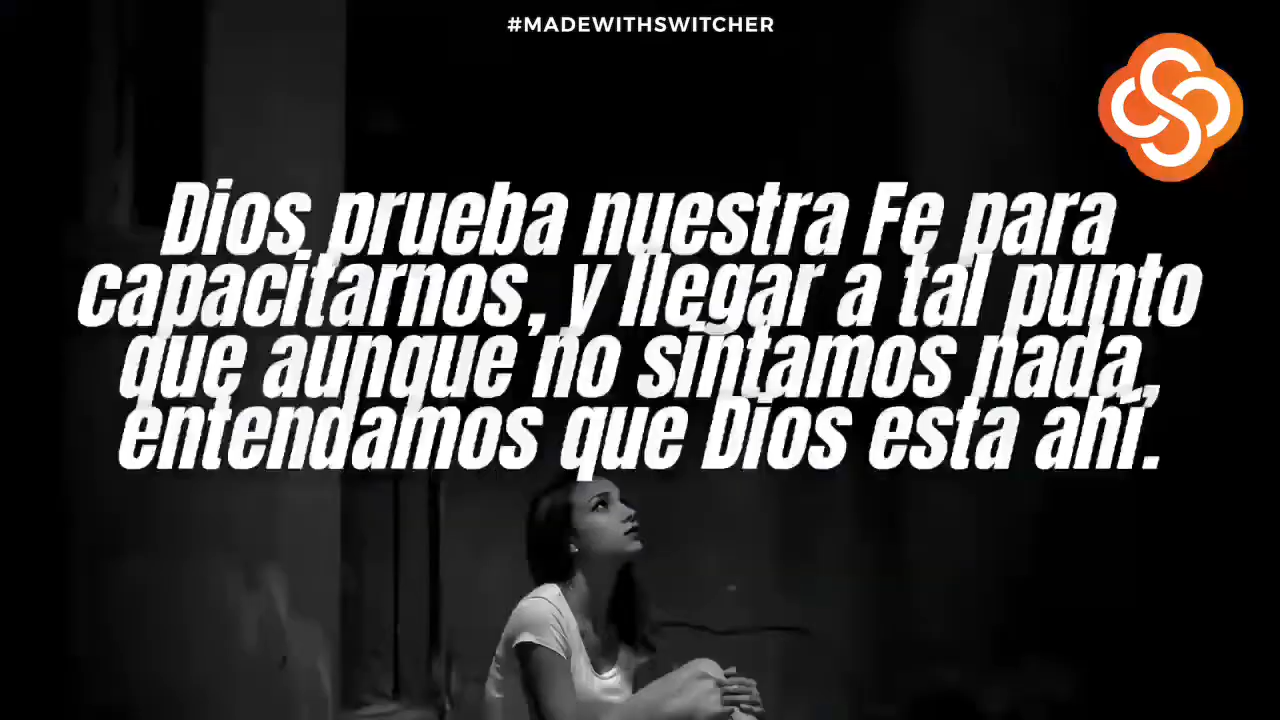 #MADEWITHSWITCHER
Dios prueba nuestra Fe para
capacitarnos, y llegar a tal punto
que aunque no sintamos nada,
entendamos que Dios esta ahí.